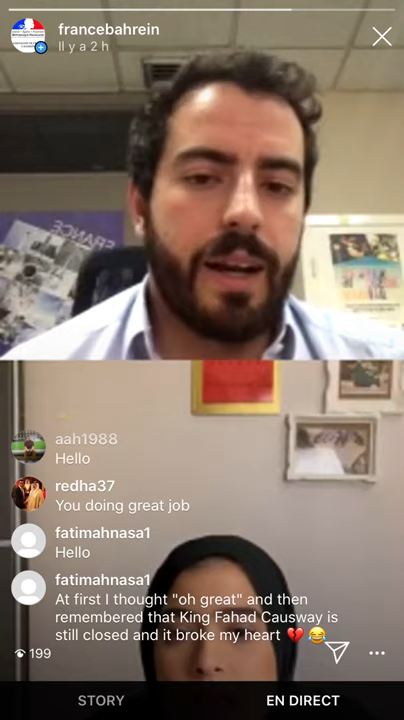 francebahrein
Il y a 2 h
FRANCE
aah1988
Hello
redha37
You doing great job
fatimahnasa1
Hello
fatimahnasa1
At first I thought "oh great" and then
remembered that King Fahad Causway is
still closed and it broke my heart 💔 😂
199
STORY
EN DIRECT